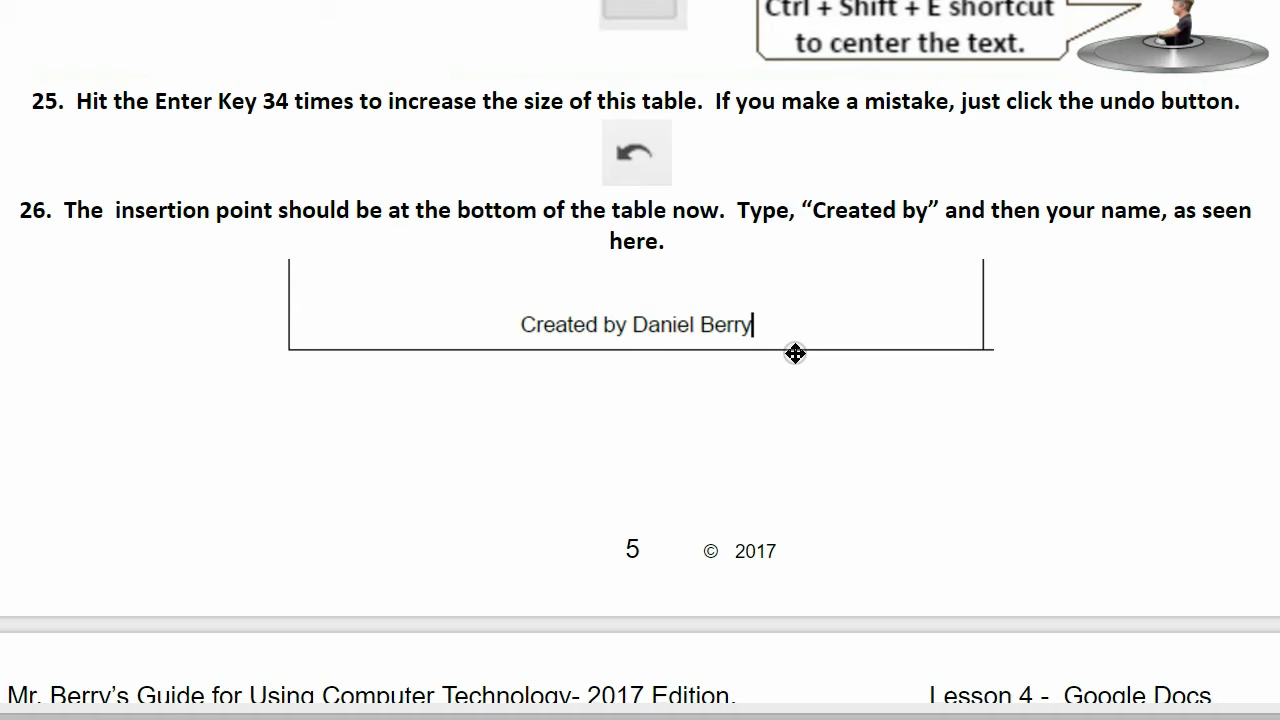 Ctrl + Shift + E shortcut
to center the text.
25.  Hit the Enter Key 34 times to increase the size of this table.  If you make a mistake, just click the undo button.
26.  The  insertion point should be at the bottom of the table now.  Type, “Created by” and then your name, as seen
here.
Created by Daniel Berry
5 © 2017
Mr. Berry’s Guide for Using Computer Technology- 2017 Edition. Lesson 4 -  Google Docs